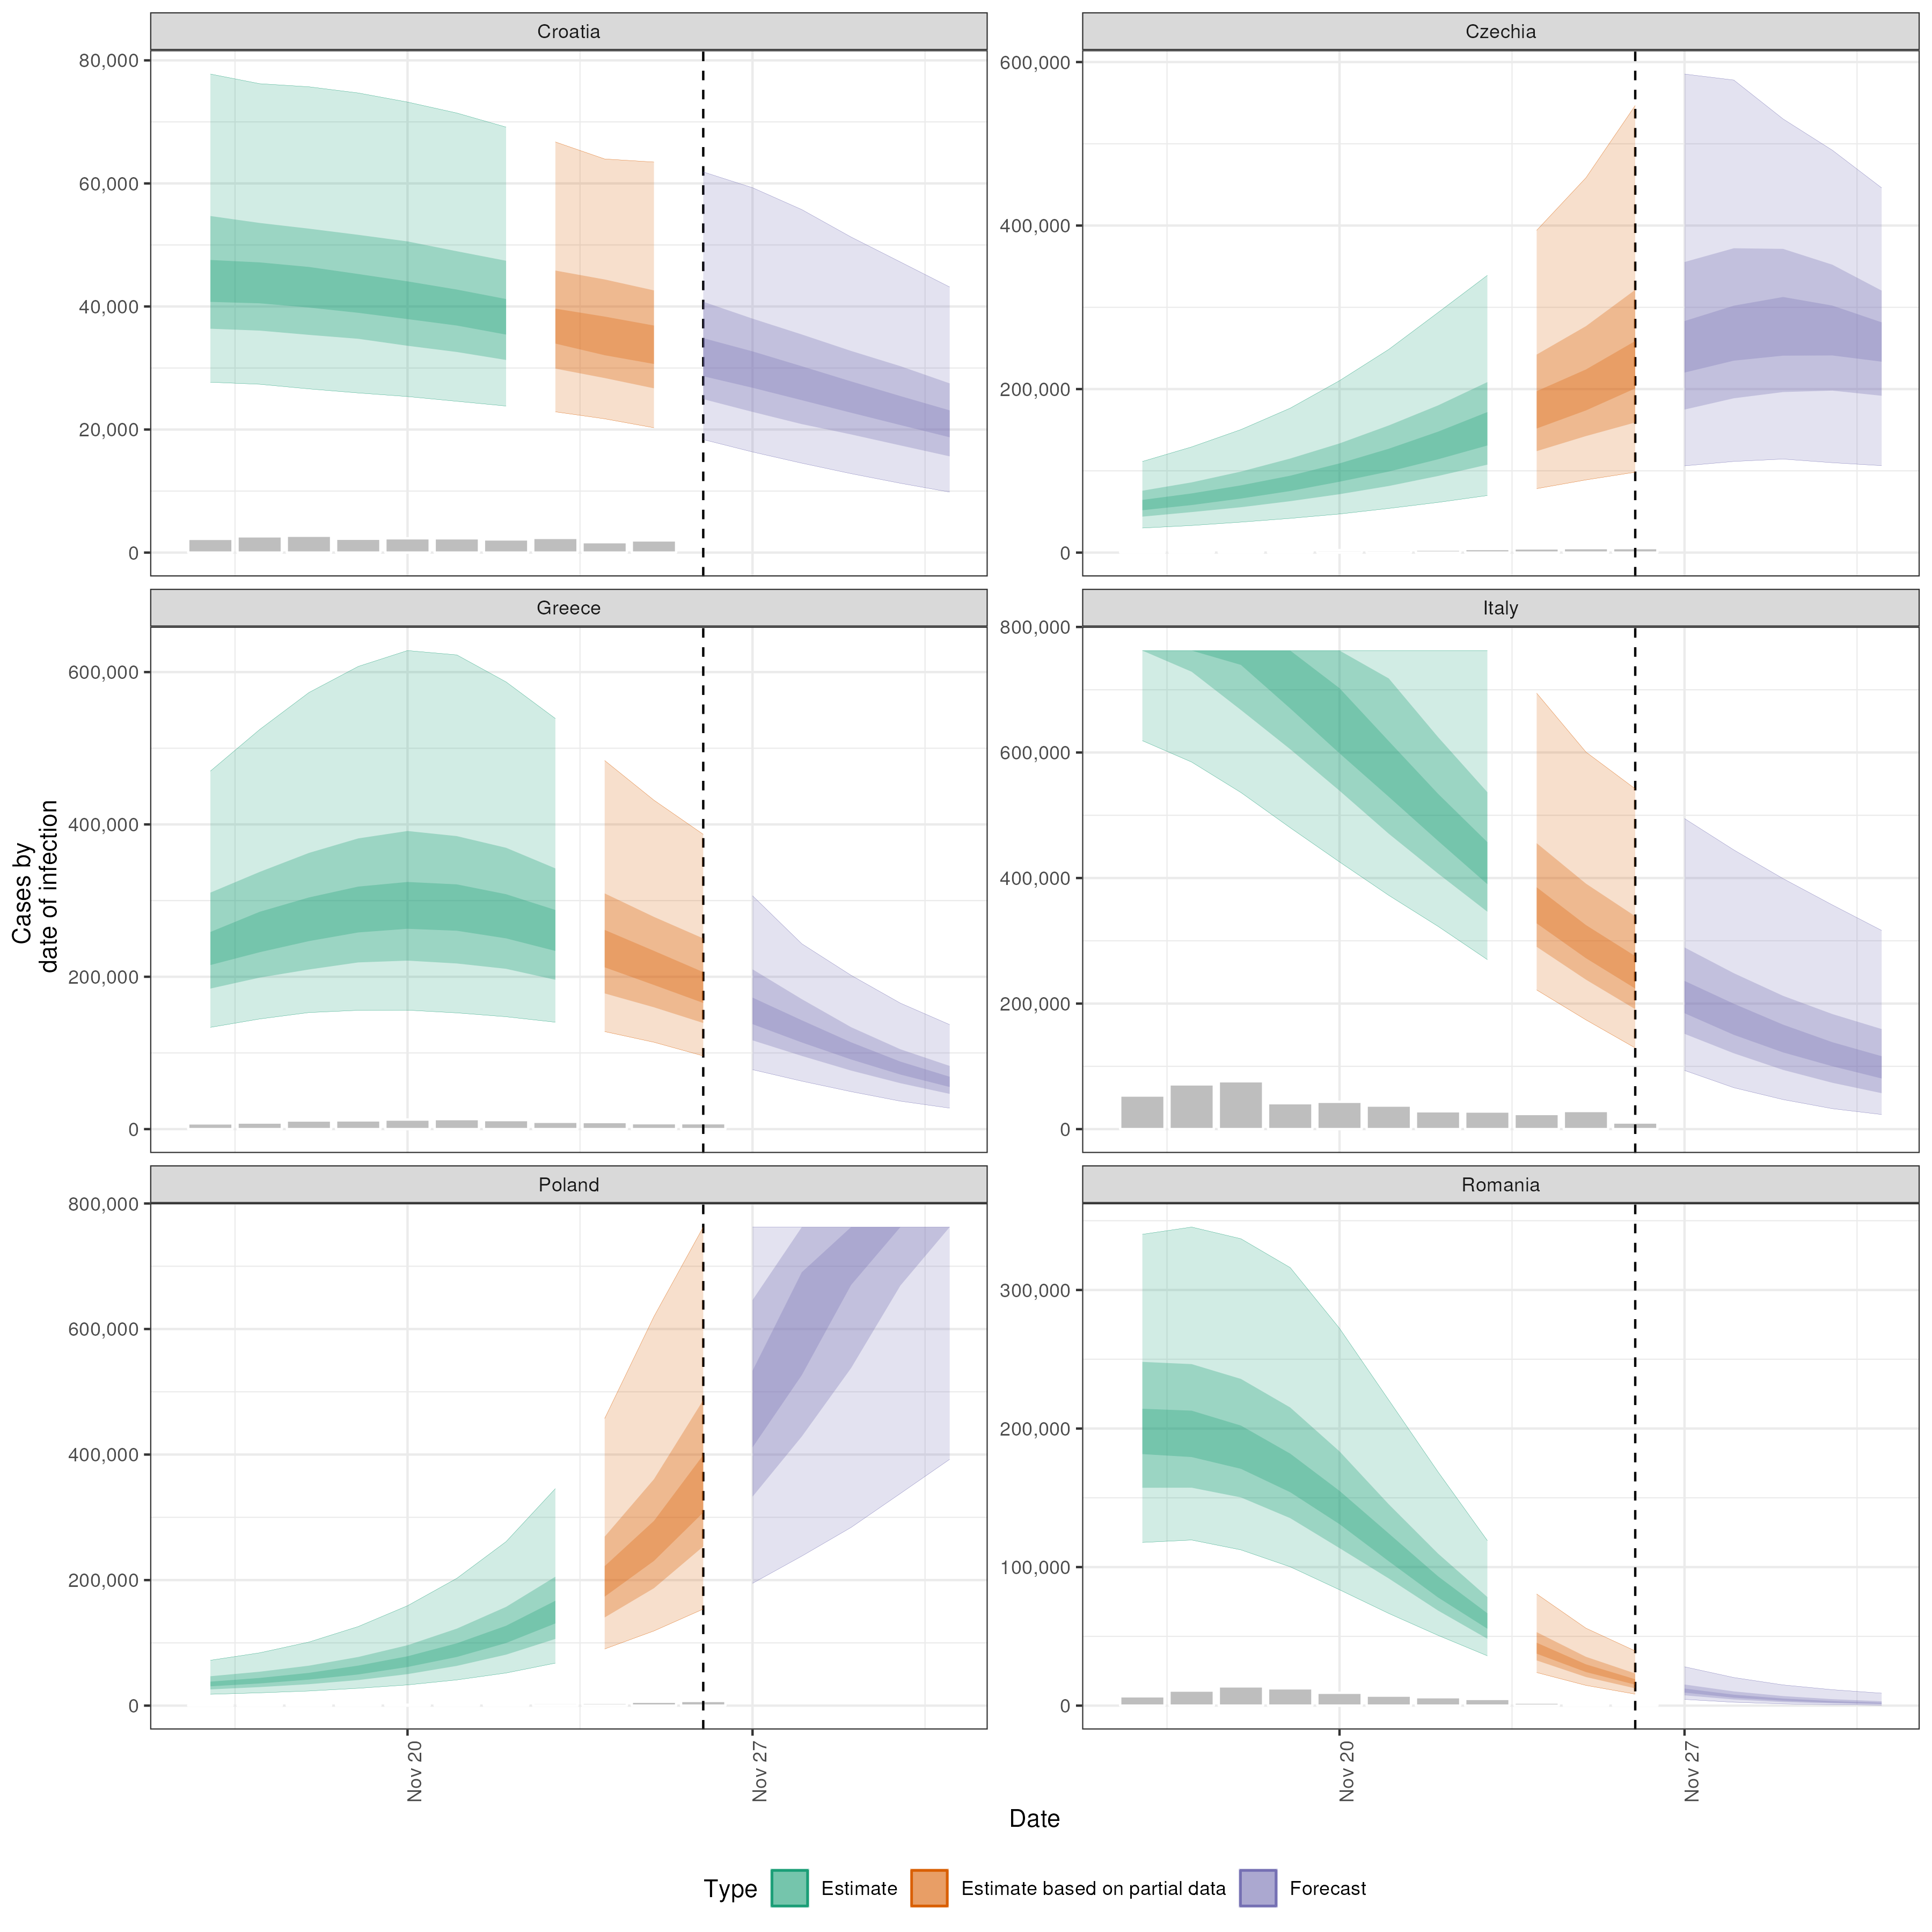 Croatia
Czechia
80,000
60,000
40,000
20,000
0
600,000
400,000
200,000
0
Greece
Italy
600,000
400,000
200,000
0
800,000
600,000
400,000
200,000
0
Cases by
date of infection
Poland
Romania
800,000
600,000
400,000
200,000
0
300,000
200,000
100,000
0
Nov 20
Nov 27
Nov 20
Nov 27
Date
Type
Estimate
Estimate based on partial data
Forecast